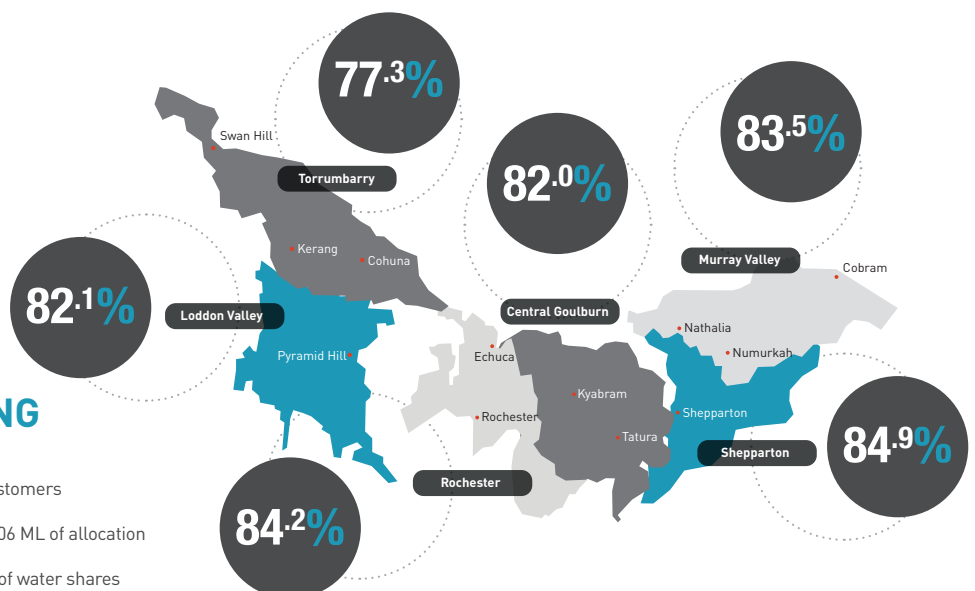 77.3%
83.5%
Swan Hill
Torrumbarry
82.0%
Kerang
Cohuna
Murray Valley
Cobram
82.1%
Loddon Valley
Central Goulburn
Nathalia
Echuca
Numurkah
Pyramid Hill
Kyabram
NG
Rochester
Shepparton
Tatura
84.9%
Shepparton
Rochester
stomers
84.2%
06 ML of allocation
of water shares